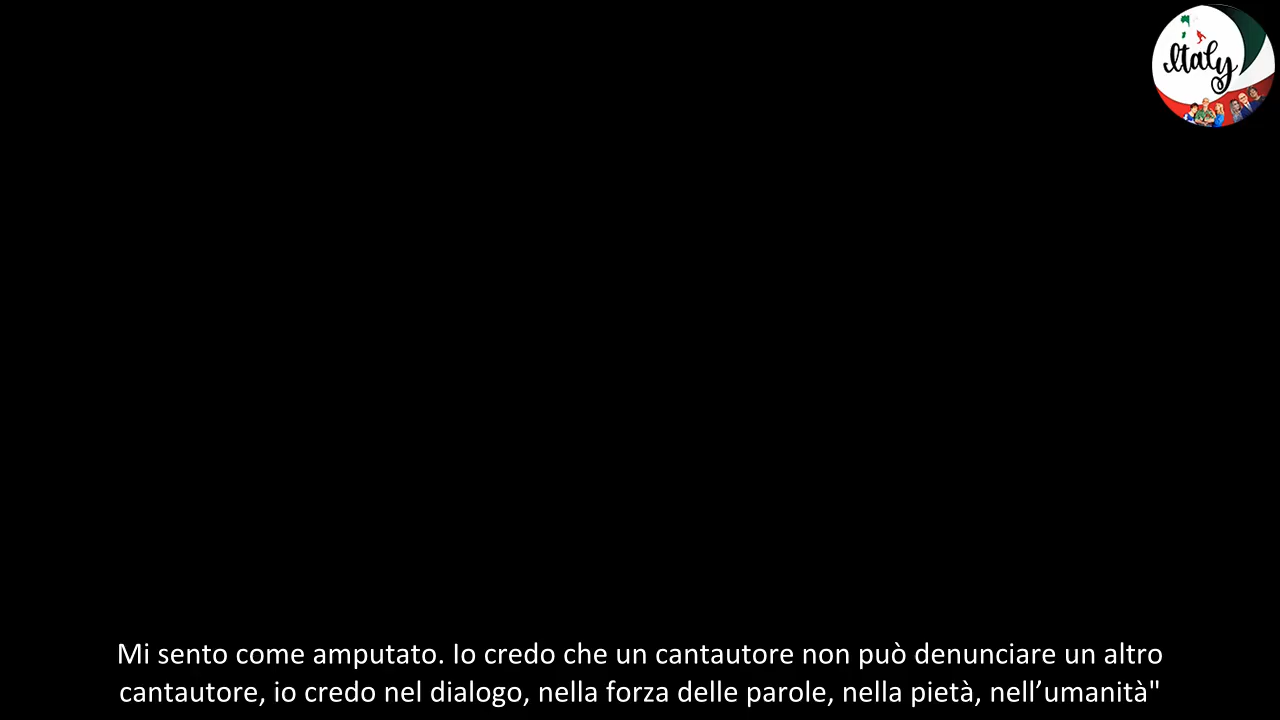 Italy
Mi sento come amputato. Io credo che un cantautore non può denunciare un altro
cantautore, io credo nel dialogo, nella forza delle parole, nella pietà, nell’umanità"